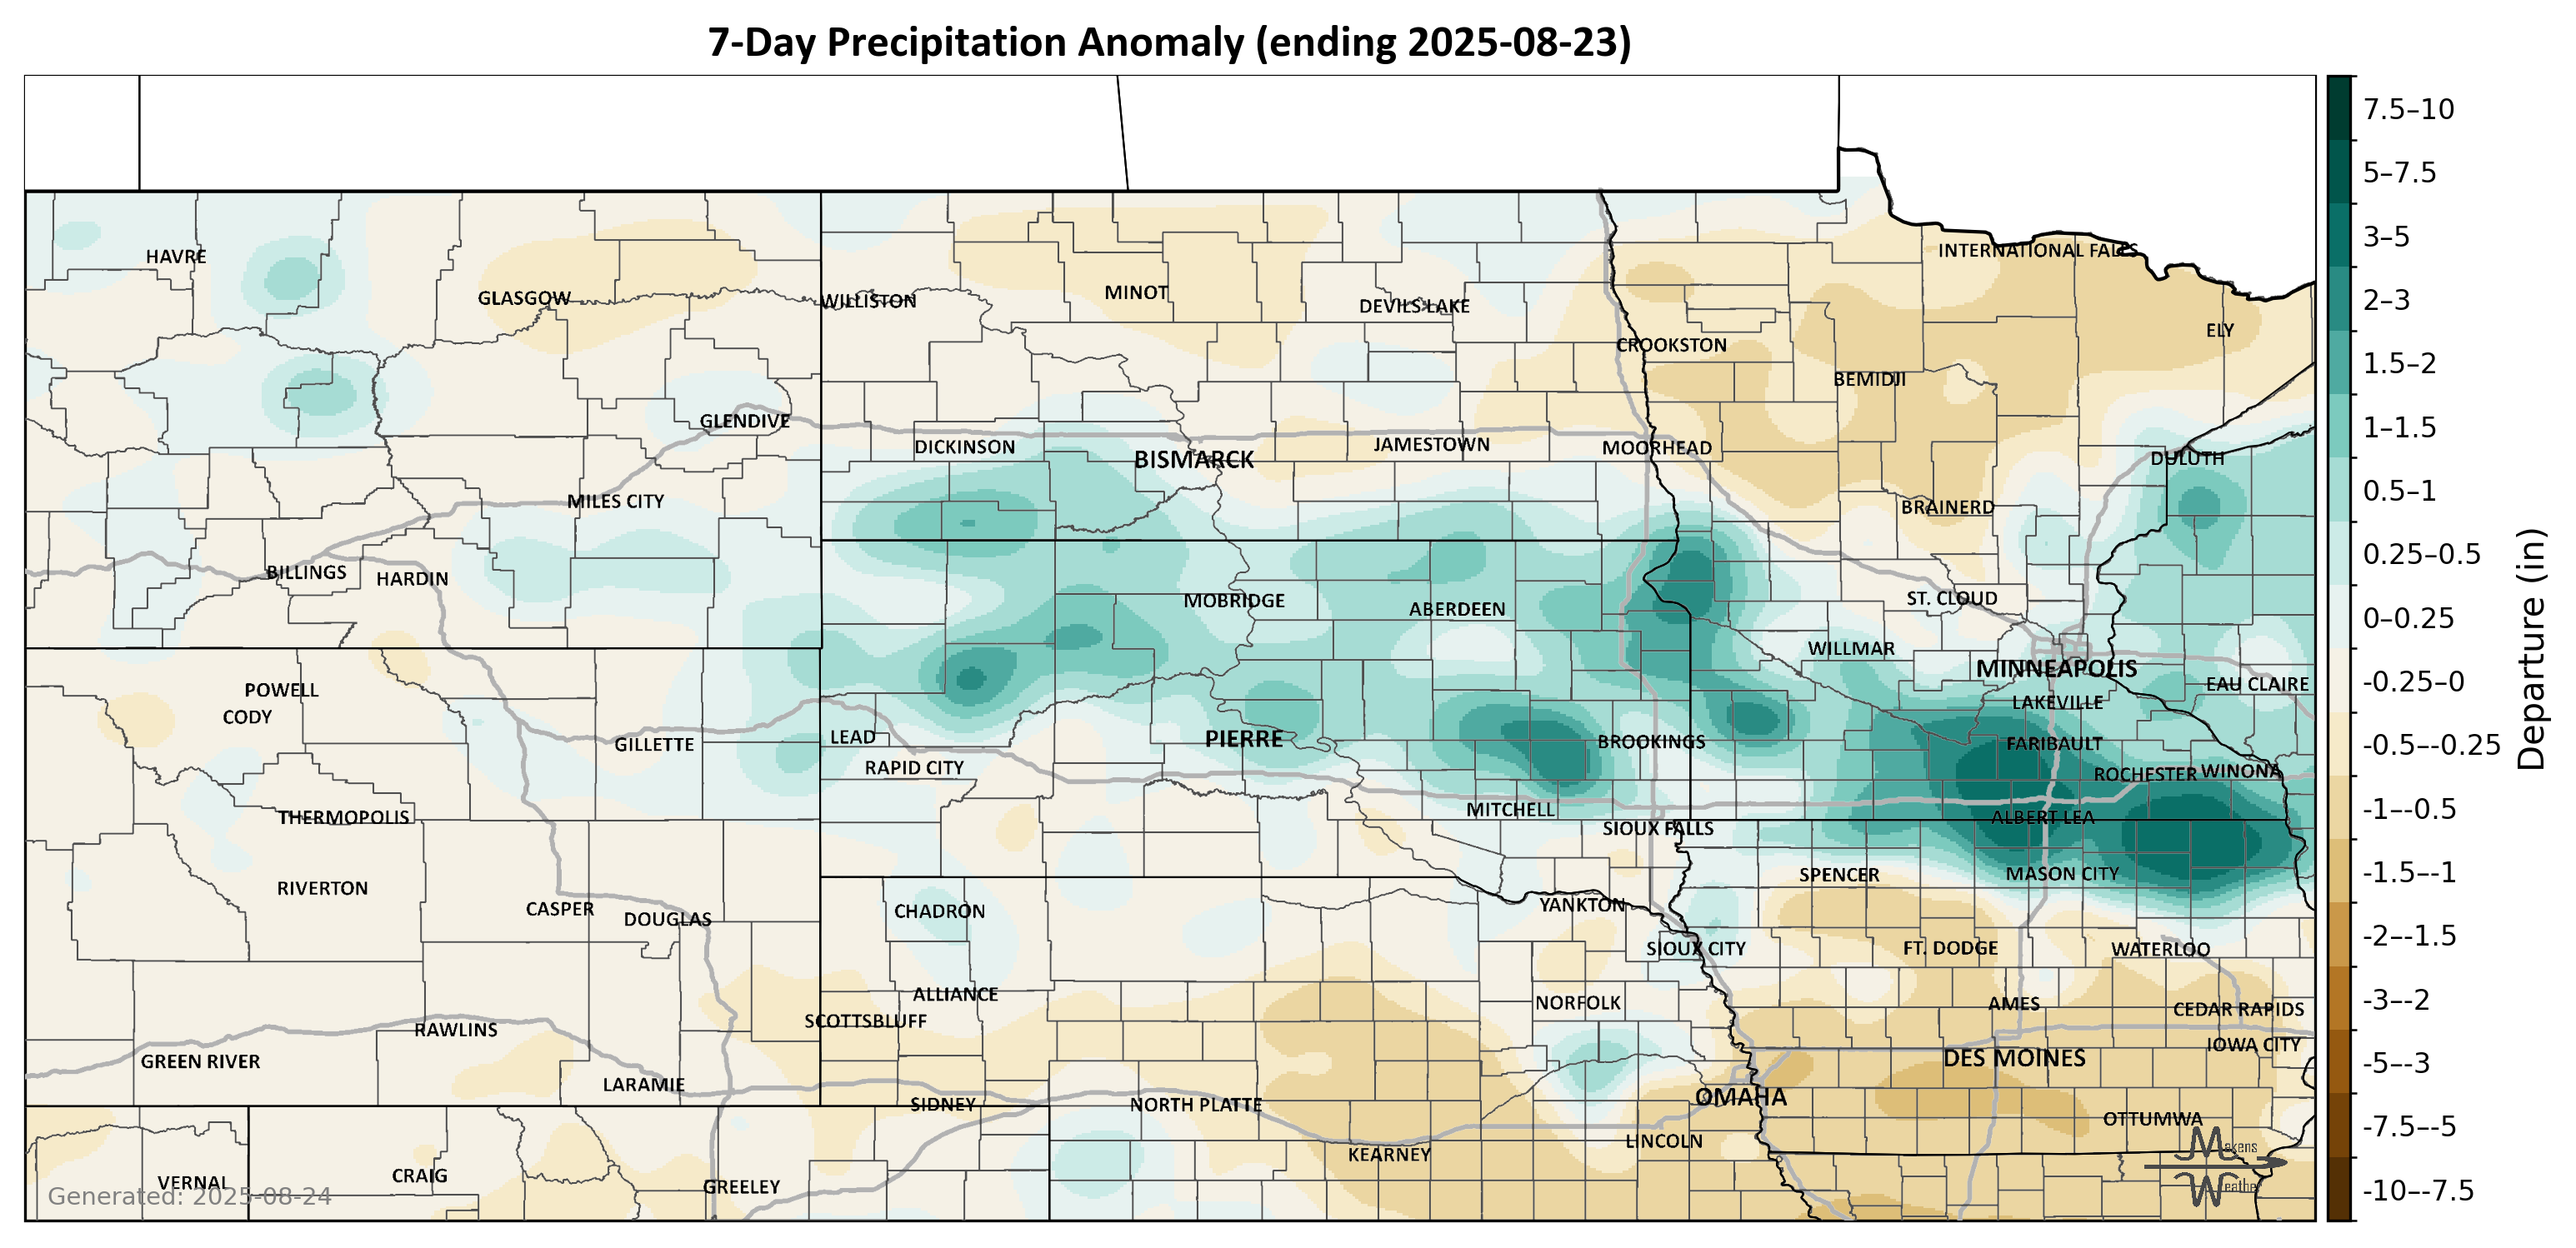 7-Day Precipitation Anomaly (ending 2025-08-23)
HAVRE
GLASGOW
WILLISTON
MINOT
DEVILS LAKE
INTERNATIONAL FALLS
ELY
CROOKSTON
BEMIDJI
GLENDIVE
DICKINSON
BISMARCK
JAMESTOWN
MOORHEAD
DULUTH
MILES CITY
BRAINERD
BILLINGS
HARDIN
MOBRIDGE
ABERDEEN
ST. CLOUD
WILLMAR
MINNEAPOLIS
EAU CLAIRE
POWELL
CODY
LAKEVILLE
GILLETTE
LEAD
PIERRE
BROOKINGS
FARIBAULT
RAPID CITY
ROCHESTER
WINONA
THERMOPOLIS
MITCHELL
SIOUX FALLS
ALBERT LEA
RIVERTON
SPENCER
MASON CITY
CASPER
DOUGLAS
CHADRON
YANKTON
SIOUX CITY
FT. DODGE
WATERLOO
ALLIANCE
NORFOLK
AMES
CEDAR RAPIDS
SCOTTSBLUFF
RAWLINS
IOWA CITY
GREEN RIVER
DES MOINES
LARAMIE
SIDNEY
NORTH PLATTE
OMAHA
OTTUMWA
LINCOLN
KEARNEY
VERNAL
CRAIG
GREELEY
Generated: 2025-08-24
Makens
Weather
7.5–10
5–7.5
3–5
2–3
1.5–2
1–1.5
0.5–1
0.25–0.5
0–0.25
-0.25–0
-0.5–-0.25
-1–-0.5
-1.5–-1
-2–-1.5
-3–-2
-5–-3
-7.5–-5
-10–-7.5
Departure (in)